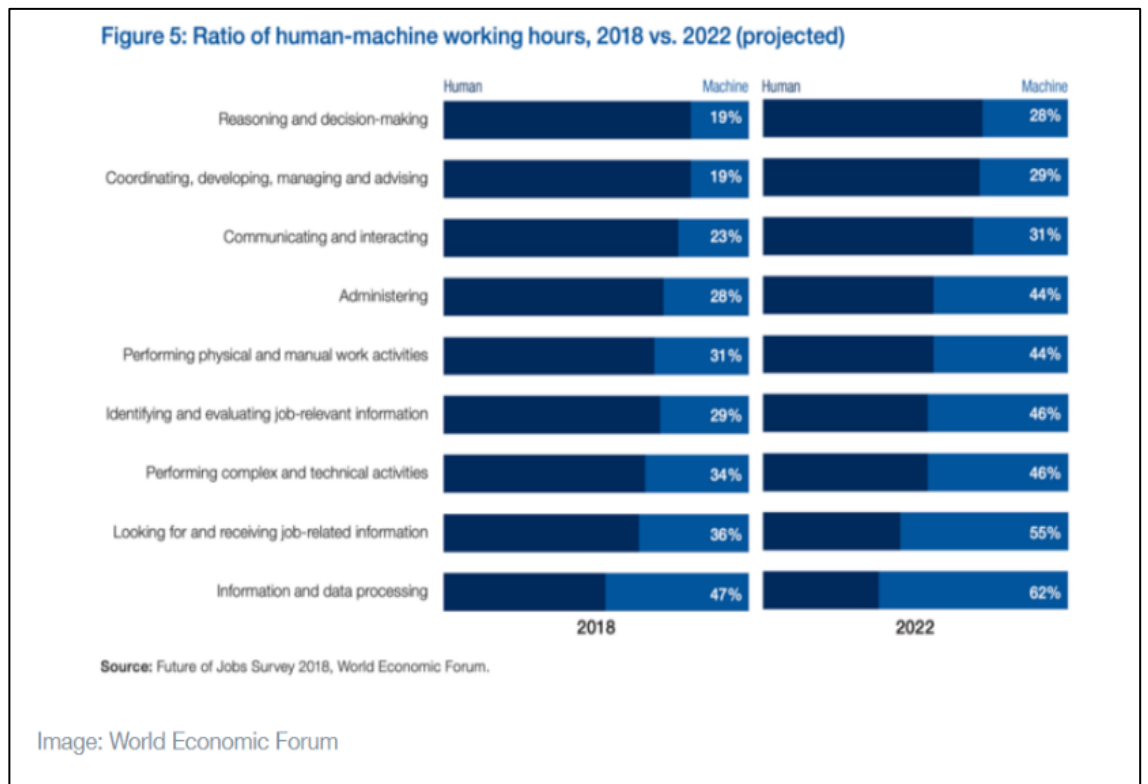 Figure 5: Ratio of human-machine working hours, 2018 vs. 2022 (projected)
Human Machine Human Machine
Reasoning and decision-making 19% 28%
Coordinating, developing, managing and advising 19% 29%
Communicating and interacting 23% 31%
Administering 28% 44%
Performing physical and manual work activities 31% 44%
Identifying and evaluating job-relevant information 29% 46%
Performing complex and technical activities 34% 46%
Looking for and receiving job-related information 36% 55%
Information and data processing 47% 62%
2018 2022
Source: Future of Jobs Survey 2018, World Economic Forum.
Image: World Economic Forum